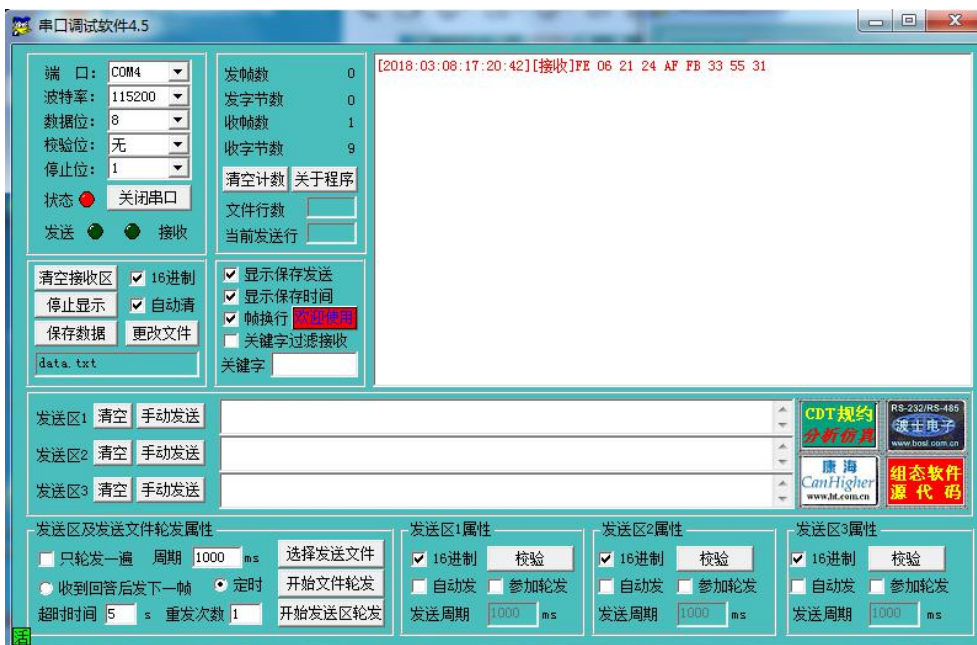 串口调试软件4.5
端 口: COM4
波特率: 115200
数据位: 8
校验位: 无
停止位: 1
状态 关闭串口
发送 接收
发帧数 0
发字节数 0
收帧数 1
收字节数 9
清空计数 关于程序
文件行数
当前发送行
[2018:03:08:17:20:42][接收]FE 06 21 24 AF FB 33 55 31
清空接收区 16进制
停止显示 自动清
保存数据 更改文件
data.txt
显示保存发送
显示保存时间
帧换行 欢迎使用
关键字过滤接收
关键字
发送区1 清空 手动发送
发送区2 清空 手动发送
发送区3 清空 手动发送
CDT规约
分析仿真
RS-232/RS-485
波士电子
www.bosi.com.cn
康海
CanHigher
www.ht.com.cn
组态软件
源代码
发送区及发送文件轮发属性
只轮发一遍 周期 1000 ms 选择发送文件
收到回答后发下一帧 定时 开始文件轮发
超时时间 5 s 重发次数 1 开始发送区轮发
发送区1属性
16进制 校验
自动发 参加轮发
发送周期 1000 ms
发送区2属性
16进制 校验
自动发 参加轮发
发送周期 1000 ms
发送区3属性
16进制 校验
自动发 参加轮发
发送周期 1000 ms
活